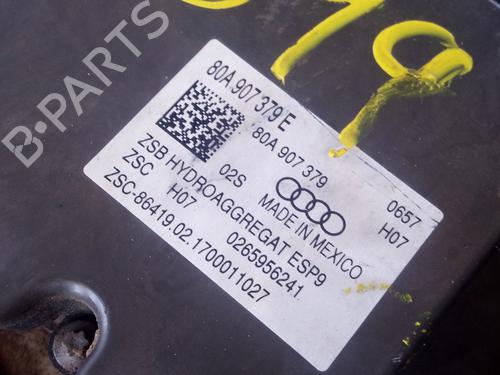 B-PARTS
019
80A 907 379 E
80A 907 379
0657
02S
MADE IN MEXICO
H07
ZSB HYDROAGGREGAT ESP9
ZSC H07
0265956241
ZSC-86419.02.1700011027